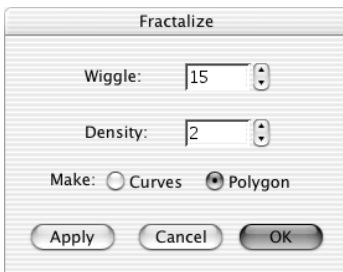 Fractalize
Wiggle: 15
Density: 2
Make: Curves Polygon
Apply Cancel OK